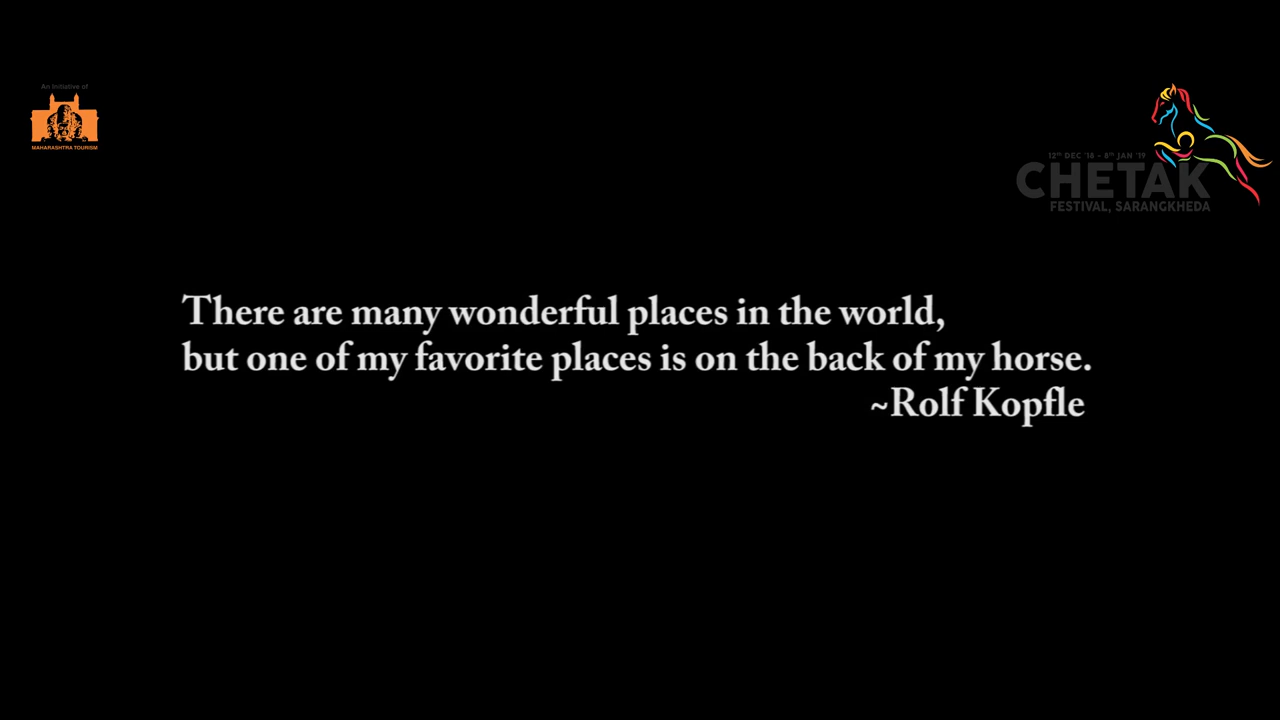 An Initiative of
MAHARASHTRA TOURISM
12th DEC '18 - 8th JAN '19
CHETAK
FESTIVAL, SARANGKHEDA
There are many wonderful places in the world,
but one of my favorite places is on the back of my horse.
~Rolf Kopfle